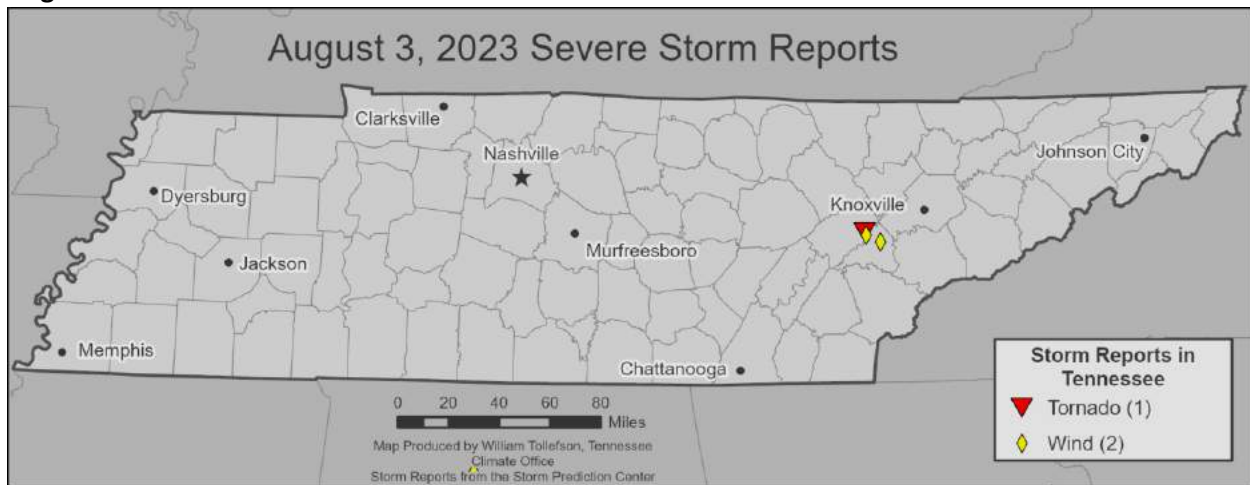 August 3, 2023 Severe Storm Reports
Clarksville
Nashville
Johnson City
Dyersburg
Knoxville
Murfreesboro
Jackson
Memphis
Chattanooga
0 20 40 60 80
Miles
Map Produced by William Tollefson, Tennessee
Climate Office
Storm Reports from the Storm Prediction Center
Storm Reports in
Tennessee
Tornado (1)
Wind (2)